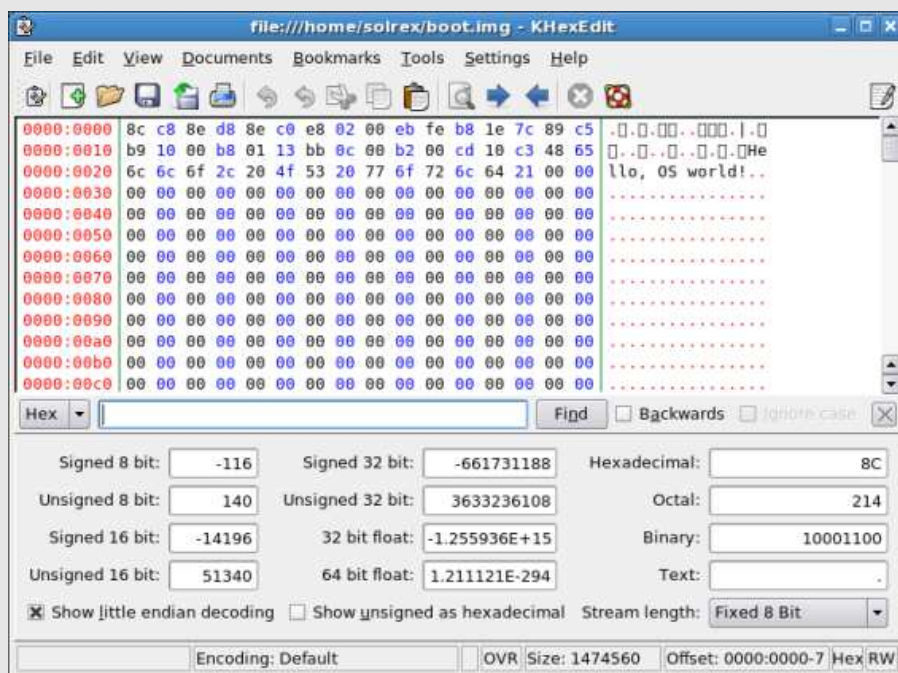 file:///home/solrex/boot.img - KHexEdit
File Edit View Documents Bookmarks Tools Settings Help
0000:0000 8c c8 8e d8 8e c0 e8 02 00 eb fe b8 1e 7c 89 c5 .▯.▯.▯▯..▯▯▯.|.▯
0000:0010 b9 10 00 b8 01 13 bb 0c 00 b2 00 cd 10 c3 48 65 ▯..▯..▯..▯.▯.▯He
0000:0020 6c 6c 6f 2c 20 4f 53 20 77 6f 72 6c 64 21 00 00 llo, OS world!..
0000:0030 00 00 00 00 00 00 00 00 00 00 00 00 00 00 00 00 ................
0000:0040 00 00 00 00 00 00 00 00 00 00 00 00 00 00 00 00 ................
0000:0050 00 00 00 00 00 00 00 00 00 00 00 00 00 00 00 00 ................
0000:0060 00 00 00 00 00 00 00 00 00 00 00 00 00 00 00 00 ................
0000:0070 00 00 00 00 00 00 00 00 00 00 00 00 00 00 00 00 ................
0000:0080 00 00 00 00 00 00 00 00 00 00 00 00 00 00 00 00 ................
0000:0090 00 00 00 00 00 00 00 00 00 00 00 00 00 00 00 00 ................
0000:00a0 00 00 00 00 00 00 00 00 00 00 00 00 00 00 00 00 ................
0000:00b0 00 00 00 00 00 00 00 00 00 00 00 00 00 00 00 00 ................
0000:00c0 00 00 00 00 00 00 00 00 00 00 00 00 00 00 00 00 ................
Hex Find Backwards Ignore case
Signed 8 bit: -116 Signed 32 bit: -661731188 Hexadecimal: 8C
Unsigned 8 bit: 140 Unsigned 32 bit: 3633236108 Octal: 214
Signed 16 bit: -14196 32 bit float: -1.255936E+15 Binary: 10001100
Unsigned 16 bit: 51340 64 bit float: 1.211121E-294 Text: .
Show little endian decoding Show unsigned as hexadecimal Stream length: Fixed 8 Bit
Encoding: Default OVR Size: 1474560 Offset: 0000:0000-7 Hex RW